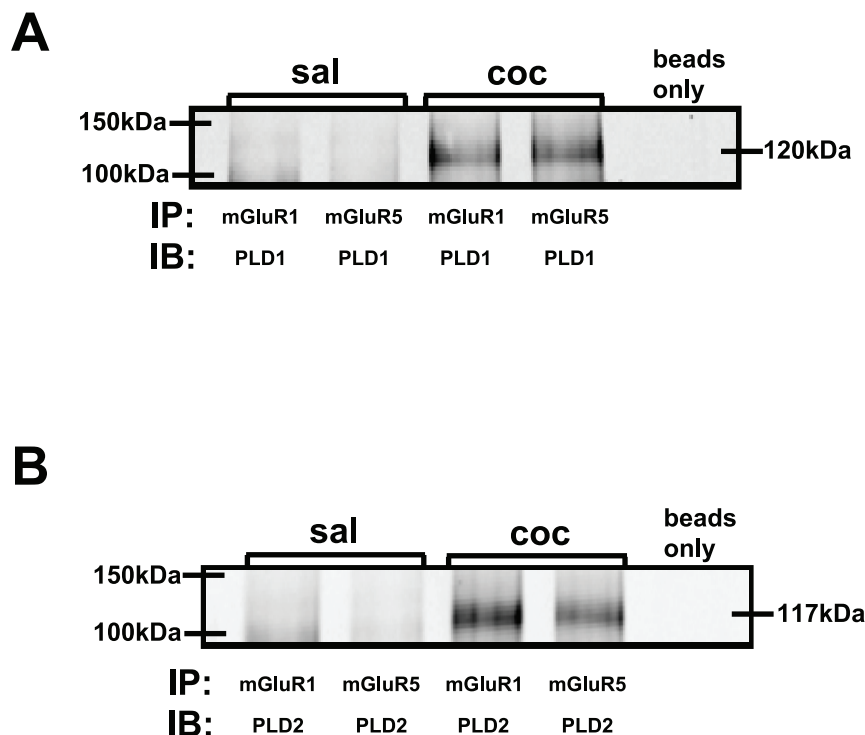 A
sal coc beads
only
150kDa
120kDa
100kDa
IP: mGluR1 mGluR5 mGluR1 mGluR5
IB: PLD1 PLD1 PLD1 PLD1
B
sal coc beads
only
150kDa
117kDa
100kDa
IP: mGluR1 mGluR5 mGluR1 mGluR5
IB: PLD2 PLD2 PLD2 PLD2